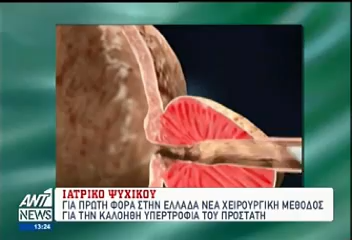 ΙΑΤΡΙΚΟ ΨΥΧΙΚΟΥ
ΓΙΑ ΠΡΩΤΗ ΦΟΡΑ ΣΤΗΝ ΕΛΛΑΔΑ ΝΕΑ ΧΕΙΡΟΥΡΓΙΚΗ ΜΕΘΟΔΟΣ
ΓΙΑ ΤΗΝ ΚΑΛΟΗΘΗ ΥΠΕΡΤΡΟΦΙΑ ΤΟΥ ΠΡΟΣΤΑΤΗ
ΑΝΤ1
NEWS
13:24